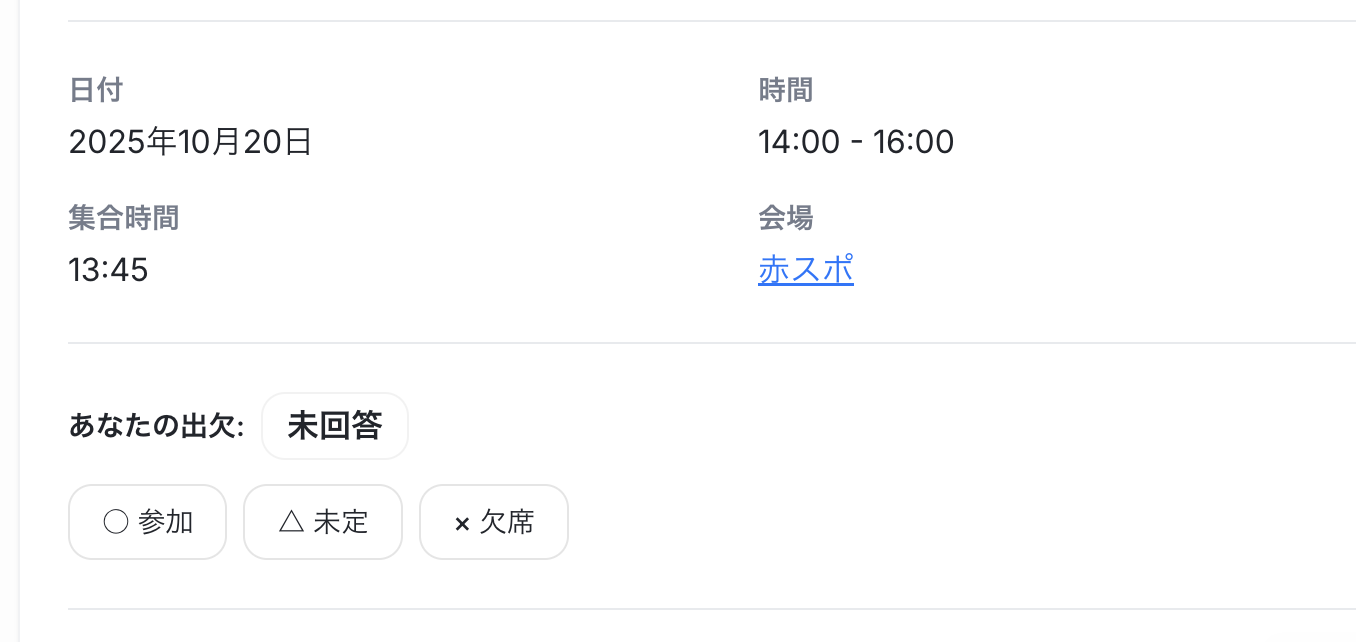 日付
時間
2025年10月20日
14:00 - 16:00
集合時間
会場
13:45
赤スポ
あなたの出欠: 未回答
○ 参加 △ 未定 × 欠席